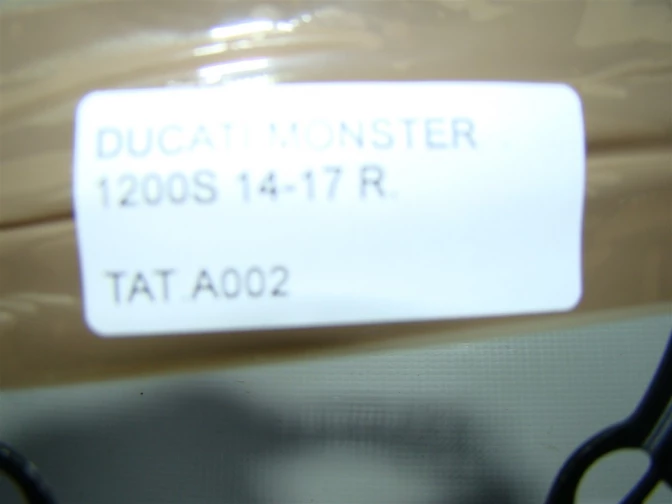 DUCATI MONSTER
1200S 14-17 R.
TAT A002